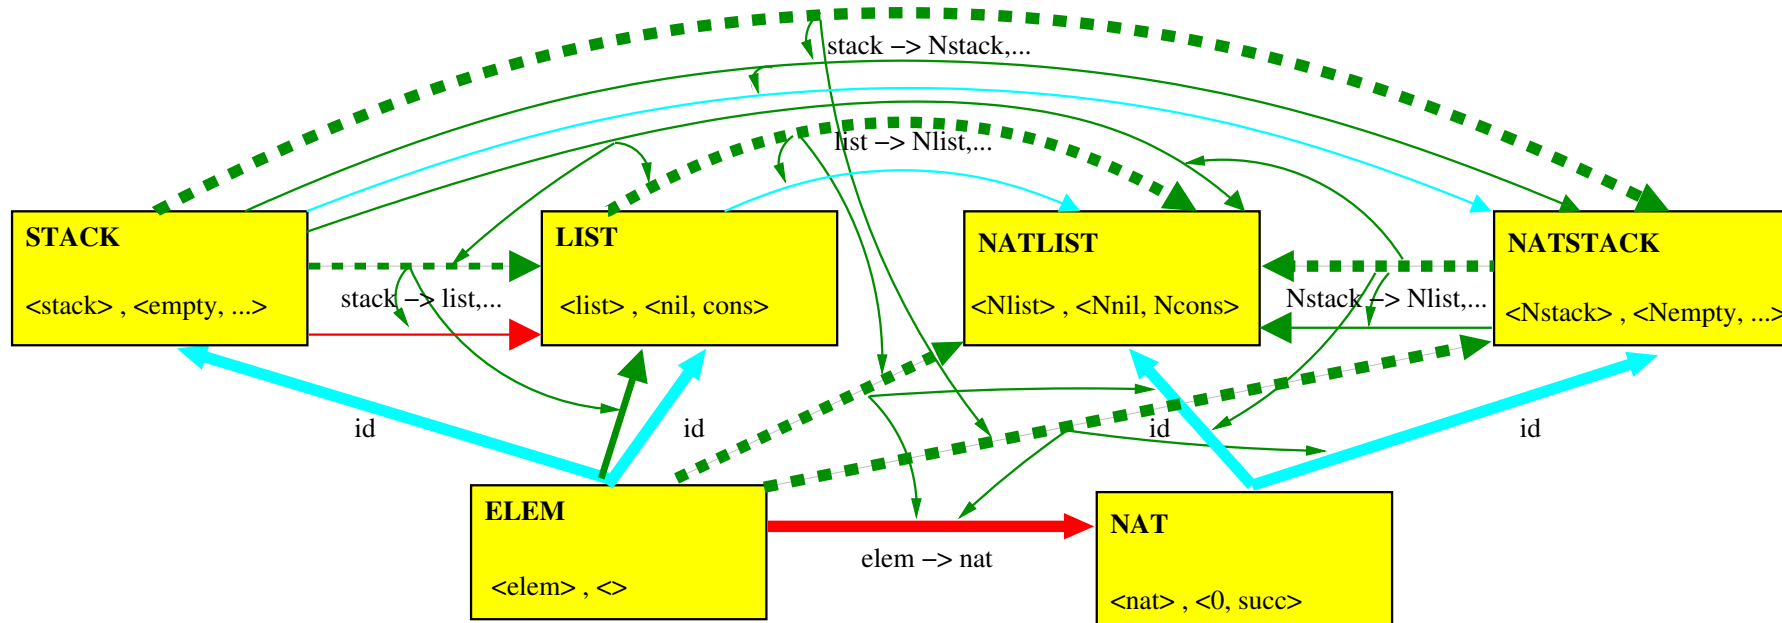 stack –> Nstack,...
list –> Nlist,...
STACK
<stack> , <empty, ...>
stack –> list,...
LIST
<list> , <nil, cons>
NATLIST
<Nlist> , <Nnil, Ncons>
Nstack –> Nlist,...
NATSTACK
<Nstack> , <Nempty, ...>
id
id
id
id
ELEM
<elem> , <>
elem –> nat
NAT
<nat> , <0, succ>